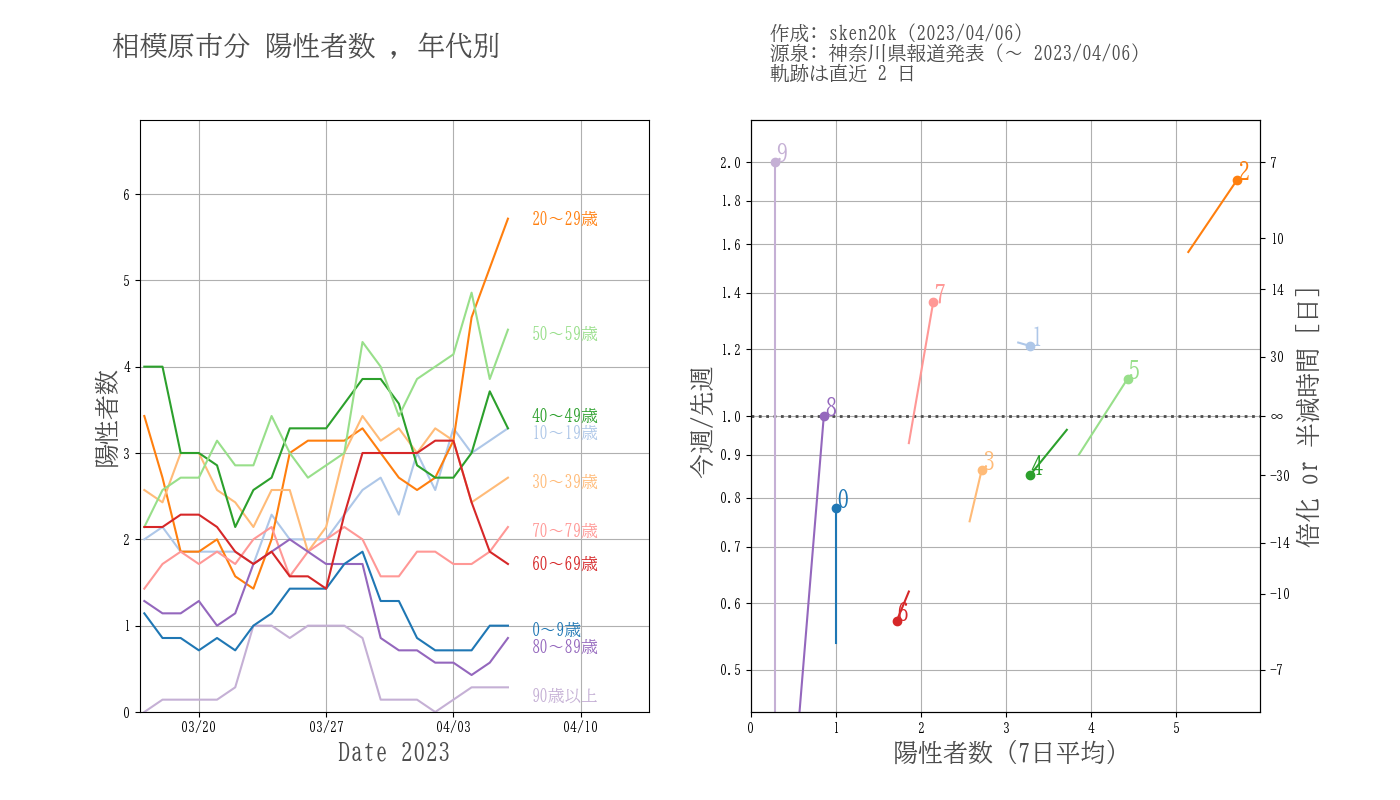 相模原市分 陽性者数 , 年代別
作成: sken20k (2023/04/06)
源泉: 神奈川県報道発表 (〜 2023/04/06)
軌跡は直近 2 日
陽性者数
6
5
4
3
2
1
0
20〜29歳
50〜59歳
40〜49歳
10〜19歳
30〜39歳
70〜79歳
60〜69歳
0〜9歳
80〜89歳
90歳以上
03/20
03/27
04/03
04/10
Date 2023
今週/先週
2.0
1.8
1.6
1.4
1.2
1.0
0.9
0.8
0.7
0.6
0.5
9
2
7
1
5
8
3
4
0
6
7
10
14
30
∞
-30
-14
-10
-7
倍化 or 半減時間 [日]
0
1
2
3
4
5
陽性者数 (7日平均)